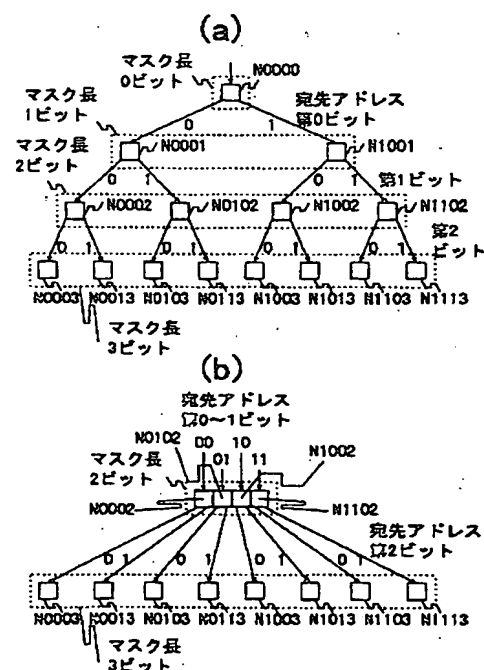 (a)
マスク長
0ビット
N0000
マスク長
1ビット
宛先アドレス
第0ビット
0 1
N0001
N1001
マスク長
2ビット
0 1 0 1
第1ビット
N0002 N0102 N1002 N1102
第2
ビット
0 1 0 1 0 1 0 1
N0003 N0013 N0103 N0113 N1003 N1013 N1103 N1113
マスク長
3ビット
(b)
宛先アドレス
第0~1ビット
N0102 00 10 N1002
マスク長
2ビット
01 11
N0002 N1102
宛先アドレス
第2ビット
0 1 0 1 0 1 0 1
N0003 N0013 N0103 N0113 N1003 N1013 N1103 N1113
マスク長
3ビット